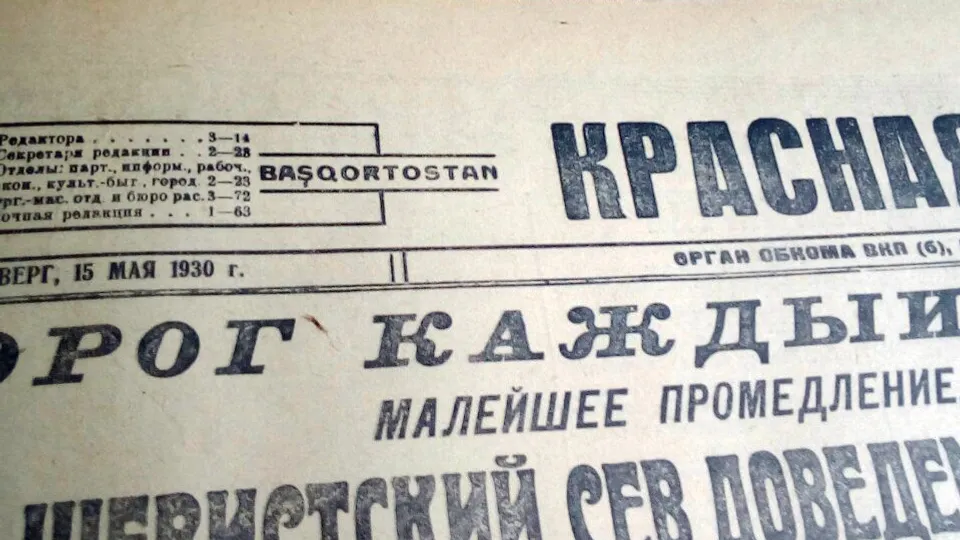 Редактора . . . . . . 3—14
Секретаря редакции . . 2—28
Отделы: парт., информ., рабоч.,
экон., культ.-быт., город. 2—23
орг.-мас. отд. и бюро рас. 3—72
Ночная редакция . . . 1—63
BAŞQORTOSTAN
КРАСНАЯ
ВЕРГ, 15 МАЯ 1930 г.
ОРГАН ОБКОМА ВКП (б),
ОРОГ КАЖДЫЙ
МАЛЕЙШЕЕ ПРОМЕДЛЕНИЕ
ШЕВИСТСКИЙ СЕВ ДОВЕДЕ